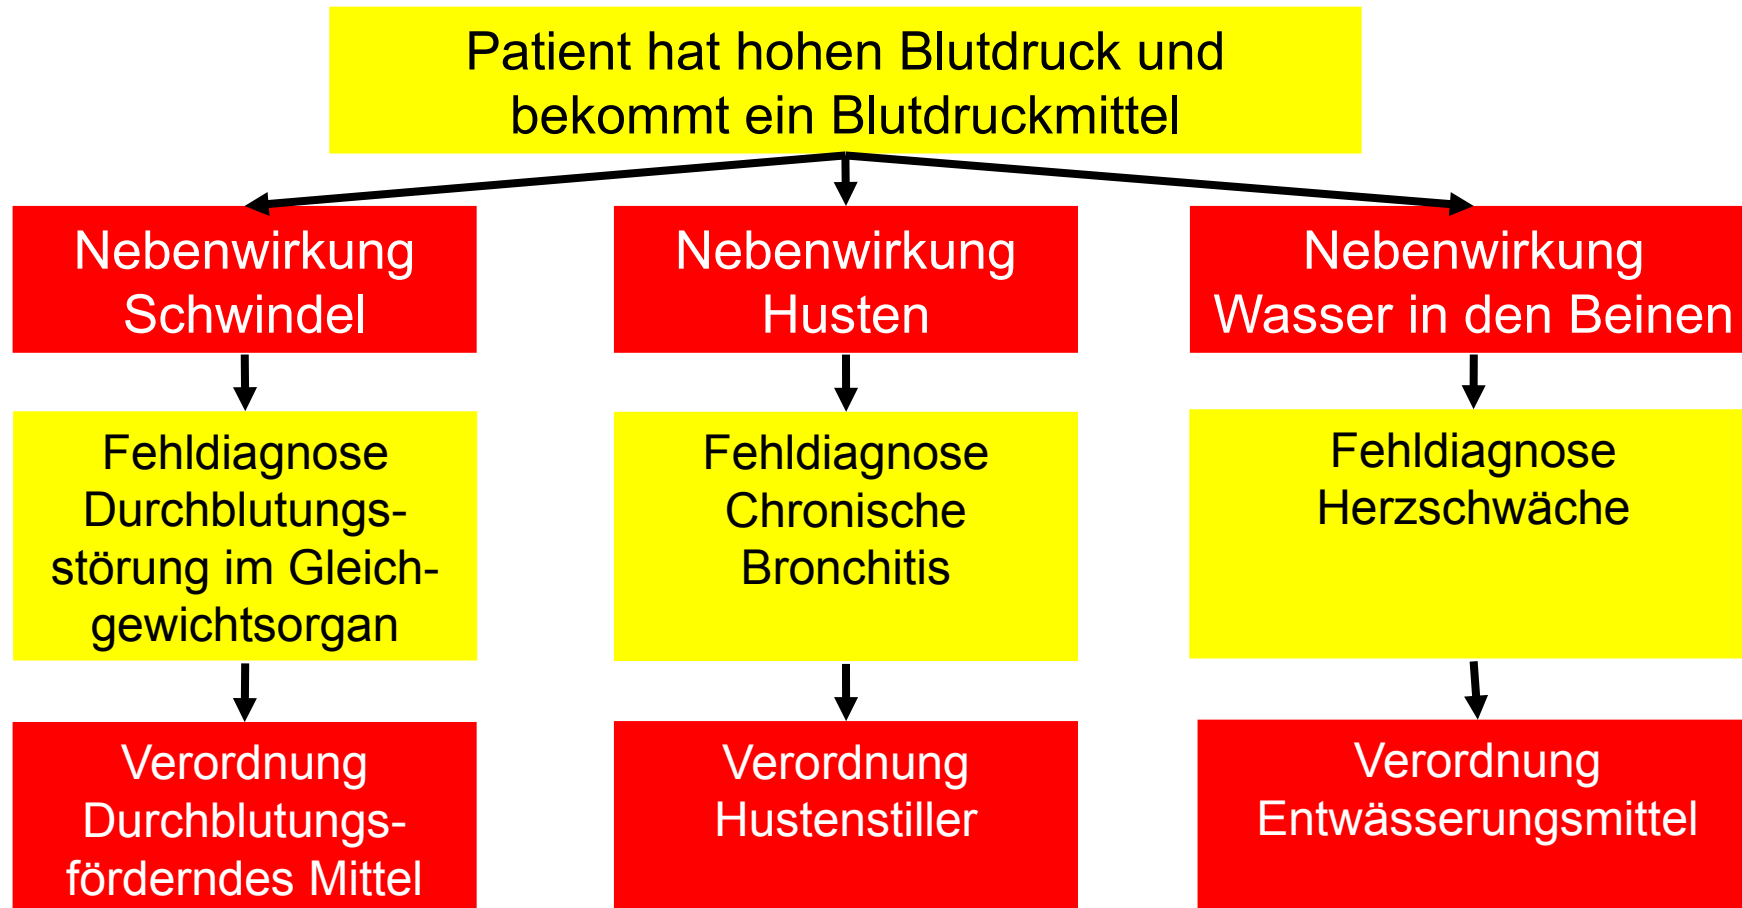 Patient hat hohen Blutdruck und
bekommt ein Blutdruckmittel
Nebenwirkung
Schwindel
Nebenwirkung
Husten
Nebenwirkung
Wasser in den Beinen
Fehldiagnose
Durchblutungs-
störung im Gleich-
gewichtsorgan
Fehldiagnose
Chronische
Bronchitis
Fehldiagnose
Herzschwäche
Verordnung
Durchblutungs-
förderndes Mittel
Verordnung
Hustenstiller
Verordnung
Entwässerungsmittel